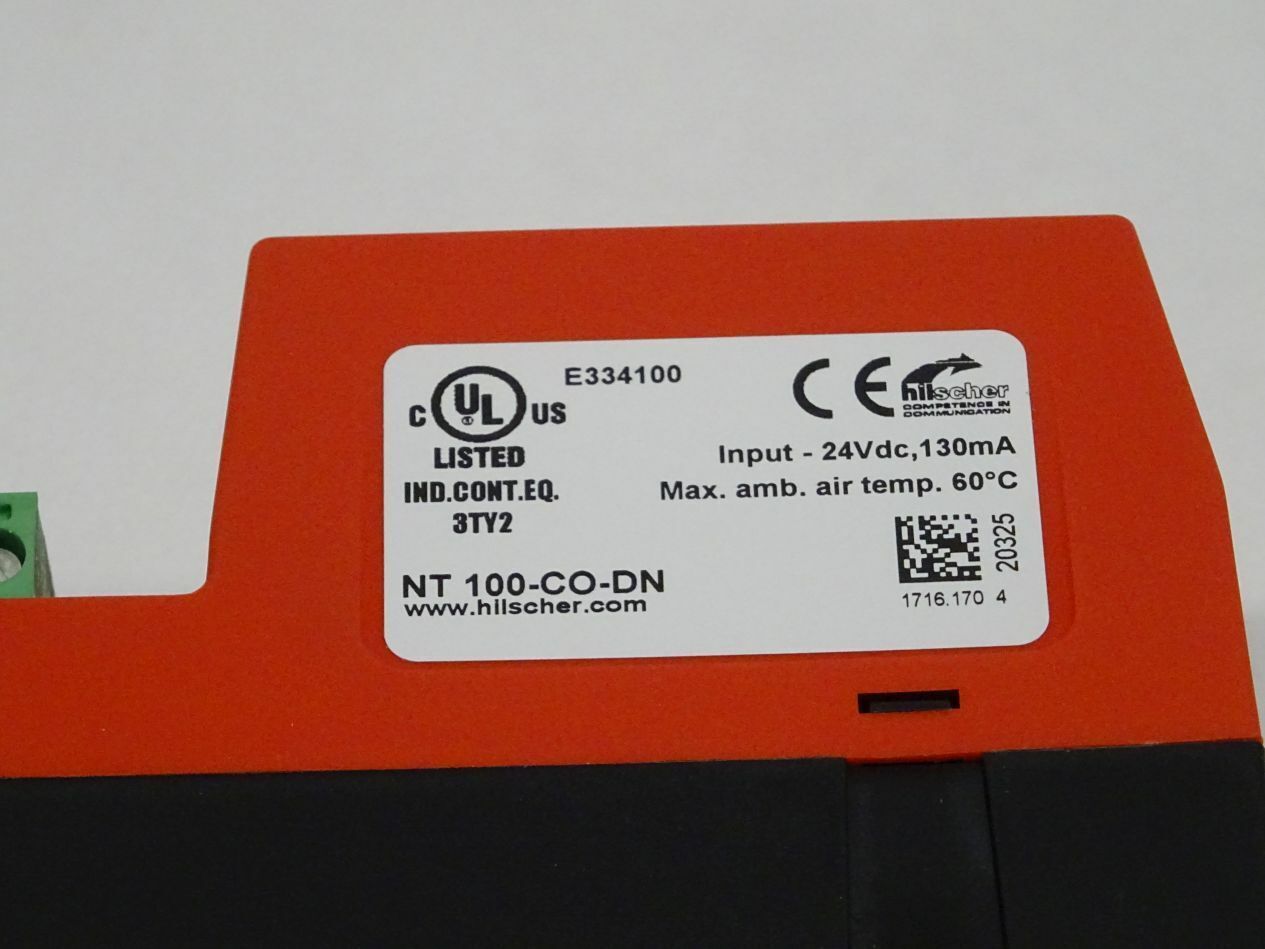 E334100
C UL US
LISTED
IND.CONT.EQ.
3TY2
CE
hilscher
COMPETENCE IN
COMMUNICATION
Input - 24Vdc,130mA
Max. amb. air temp. 60°C
20325
1716.170 4
NT 100-CO-DN
www.hilscher.com